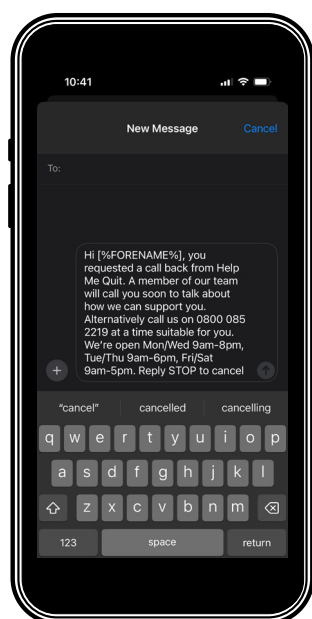 10:41
New Message
Cancel
To:
Hi [%FORENAME%], you
requested a call back from Help
Me Quit. A member of our team
will call you soon to talk about
how we can support you.
Alternatively call us on 0800 085
2219 at a time suitable for you.
We're open Mon/Wed 9am-8pm,
Tue/Thu 9am-6pm, Fri/Sat
9am-5pm. Reply STOP to cancel
"cancel" cancelled cancelling
q w e r t y u i o p
a s d f g h j k l
z x c v b n m
123 space return